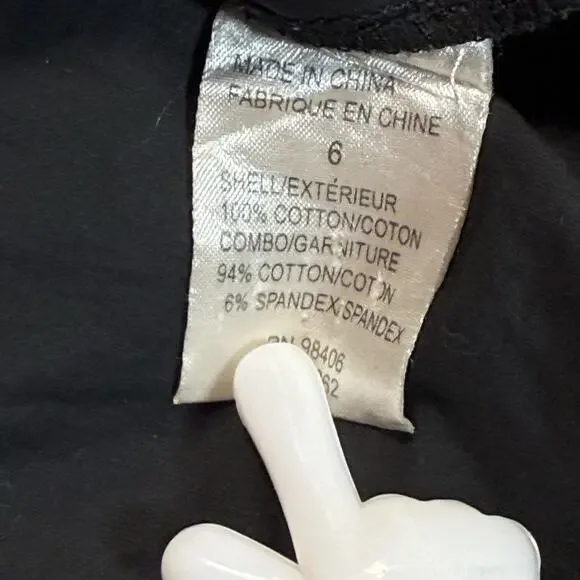 MADE IN CHINA
FABRIQUE EN CHINE
6
SHELL/EXTÉRIEUR
100% COTTON/COTON
COMBO/GARNITURE
94% COTTON/COTON
6% SPANDEX/SPANDEX
RN 98406